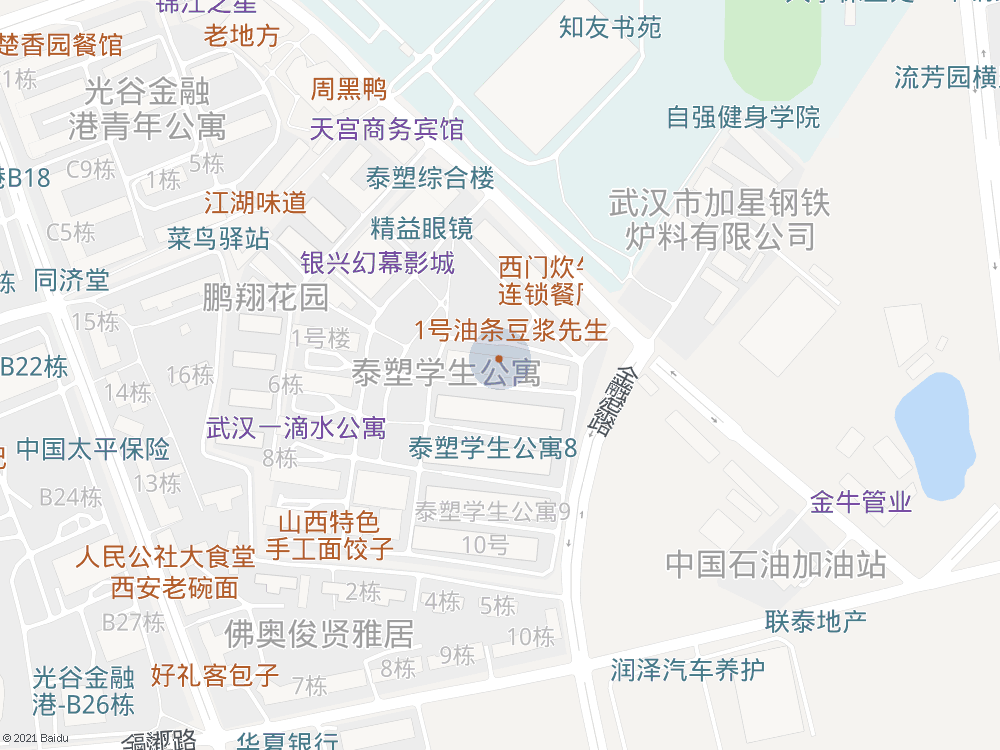 锦江之星
知友书苑
楚香园餐馆
老地方
1栋
光谷金融
港青年公寓
周黑鸭
流芳园横
自强健身学院
天宫商务宾馆
5栋
C9栋
1栋
港B18
泰塑综合楼
江湖味道
武汉市加星钢铁
炉料有限公司
C5栋
菜鸟驿站
精益眼镜
银兴幻幕影城
西门炊
连锁餐
栋
同济堂
鹏翔花园
15栋
1号楼
1号油条豆浆先生
B22栋
16栋
6栋
泰塑学生公寓
14栋
金融港路
武汉一滴水公寓
中国太平保险
8栋
泰塑学生公寓8
13栋
B24栋
泰塑学生公寓9
金牛管业
山西特色
手工面饺子
10号
人民公社大食堂
西安老碗面
中国石油加油站
2栋
4栋
5栋
B27栋
佛奥俊贤雅居
10栋
联泰地产
9栋
8栋
7栋
光谷金融
港-B26栋
好礼客包子
润泽汽车养护
© 2021 Baidu
华夏银行